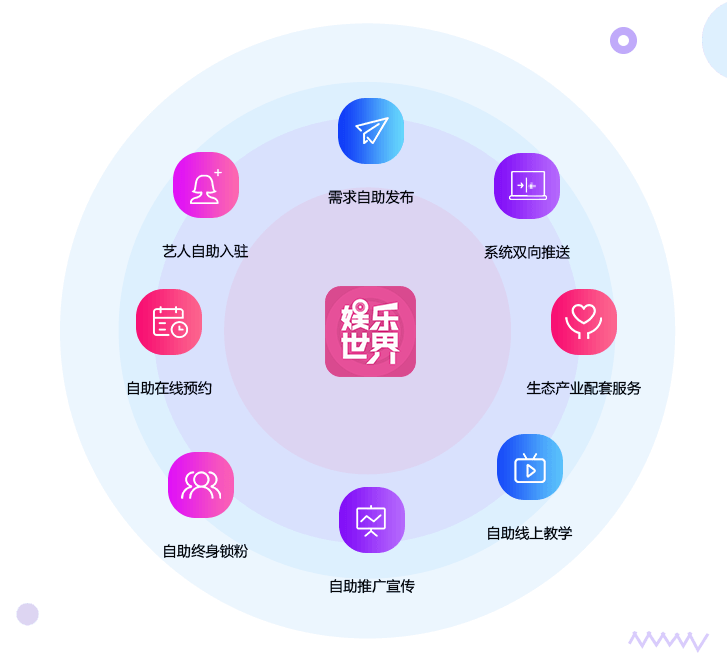 需求自助发布
艺人自助入驻
系统双向推送
娱乐
世界
自助在线预约
生态产业配套服务
自助线上教学
自助终身锁粉
自助推广宣传